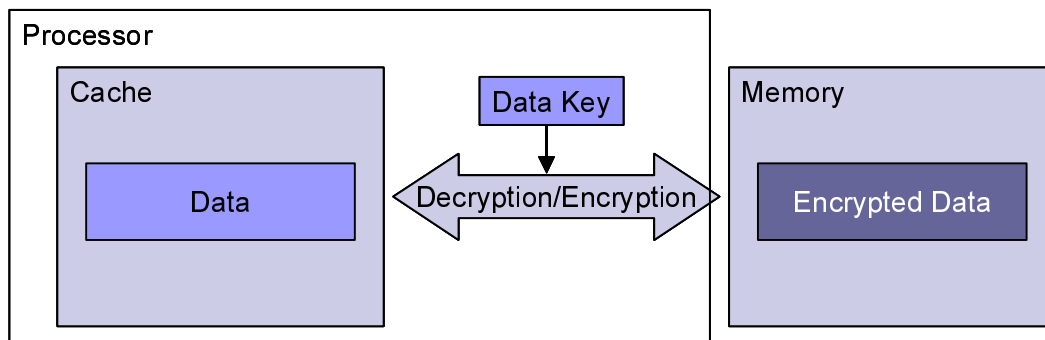 Processor
Cache
Data Key
Memory
Data
Decryption/Encryption
Encrypted Data